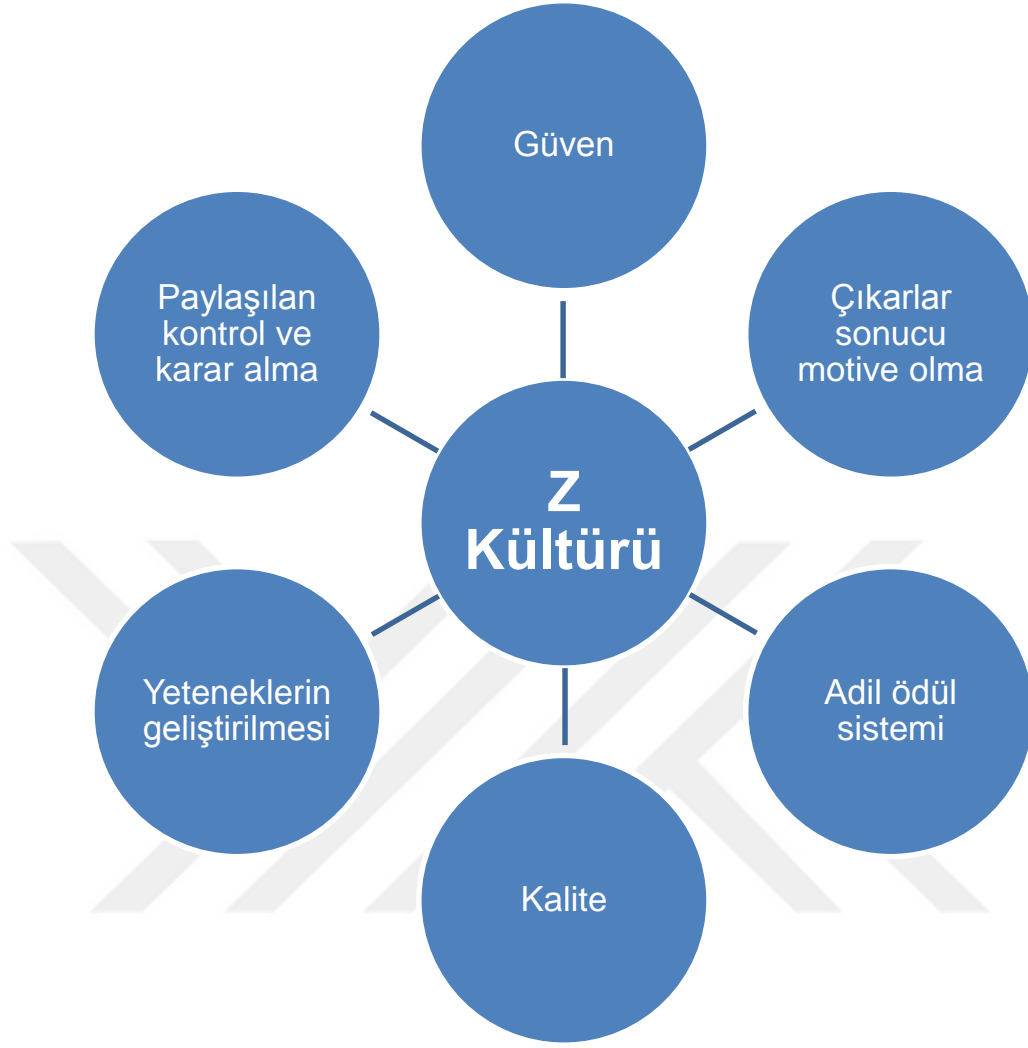 Güven
Çıkarlar
sonucu
motive olma
Adil ödül
sistemi
Kalite
Yeteneklerin
geliştirilmesi
Paylaşılan
kontrol ve
karar alma
Z
Kültürü